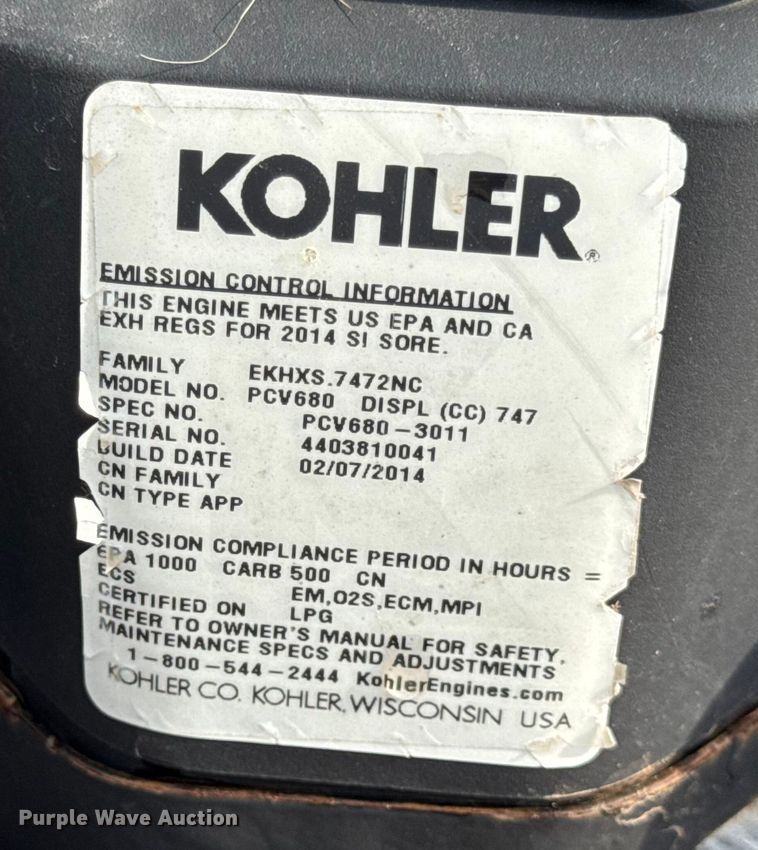 KOHLER®
EMISSION CONTROL INFORMATION
THIS ENGINE MEETS US EPA AND CA
EXH REGS FOR 2014 SI SORE.
FAMILY EKHXS.7472NC
MODEL NO. PCV680 DISPL (CC) 747
SPEC NO. PCV680-3011
SERIAL NO. 4403810041
BUILD DATE 02/07/2014
CN FAMILY
CN TYPE APP
EMISSION COMPLIANCE PERIOD IN HOURS =
EPA 1000 CARB 500 CN
ECS EM,O2S,ECM,MPI
CERTIFIED ON LPG
REFER TO OWNER'S MANUAL FOR SAFETY,
MAINTENANCE SPECS AND ADJUSTMENTS
1-800-544-2444 KohlerEngines.com
KOHLER CO. KOHLER, WISCONSIN USA
Purple Wave Auction